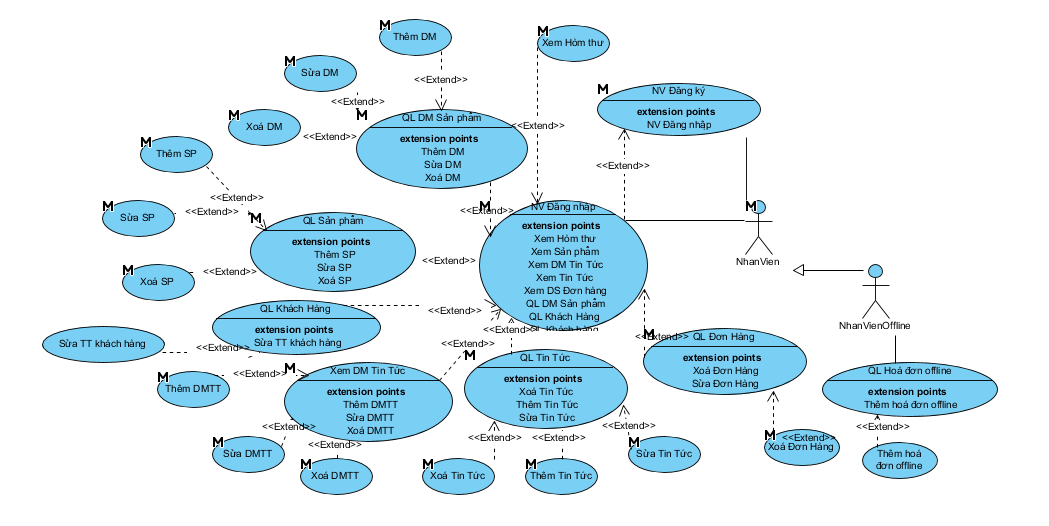 Thêm DM
Xem Hòm thư
Sửa DM
<<Extend>>
<<Extend>>
Xoá DM
<<Extend>>
QL DM Sản phẩm
extension points
Thêm DM
Sửa DM
Xoá DM
<<Extend>>
NV Đăng ký
extension points
NV Đăng nhập
<<Extend>>
Thêm SP
<<Extend>>
Sửa SP
<<Extend>>
Xoá SP
<<Extend>>
QL Sản phẩm
extension points
Thêm SP
Sửa SP
Xoá SP
<<Extend>>
<<Extend>>
NV Đăng nhập
extension points
Xem Hòm thư
Xem Sản phẩm
Xem DM Tin Tức
Xem Tin Tức
Xem DS Đơn hàng
QL DM Sản phẩm
QL Khách Hàng
QL Khách hàng
NhanVien
NhanVienOffline
QL Khách Hàng
extension points
Sửa TT khách hàng
<<Extend>>
Sửa TT khách hàng
<<Extend>>
Thêm DMTT
<<Extend>>
Xem DM Tin Tức
extension points
Thêm DMTT
Sửa DMTT
Xoá DMTT
<<Extend>>
<<Extend>>
Sửa DMTT
<<Extend>>
Xoá DMTT
<<Extend>>
QL Tin Tức
extension points
Xoá Tin Tức
Thêm Tin Tức
Sửa Tin Tức
<<Extend>>
Xoá Tin Tức
<<Extend>>
Thêm Tin Tức
<<Extend>>
Sửa Tin Tức
<<Extend>>
<<Extend>>
QL Đơn Hàng
extension points
Xoá Đơn Hàng
Sửa Đơn Hàng
<<Extend>>
Xoá Đơn Hàng
QL Hoá đơn offline
extension points
Thêm hoá đơn offline
<<Extend>>
Thêm hoá
đơn offline